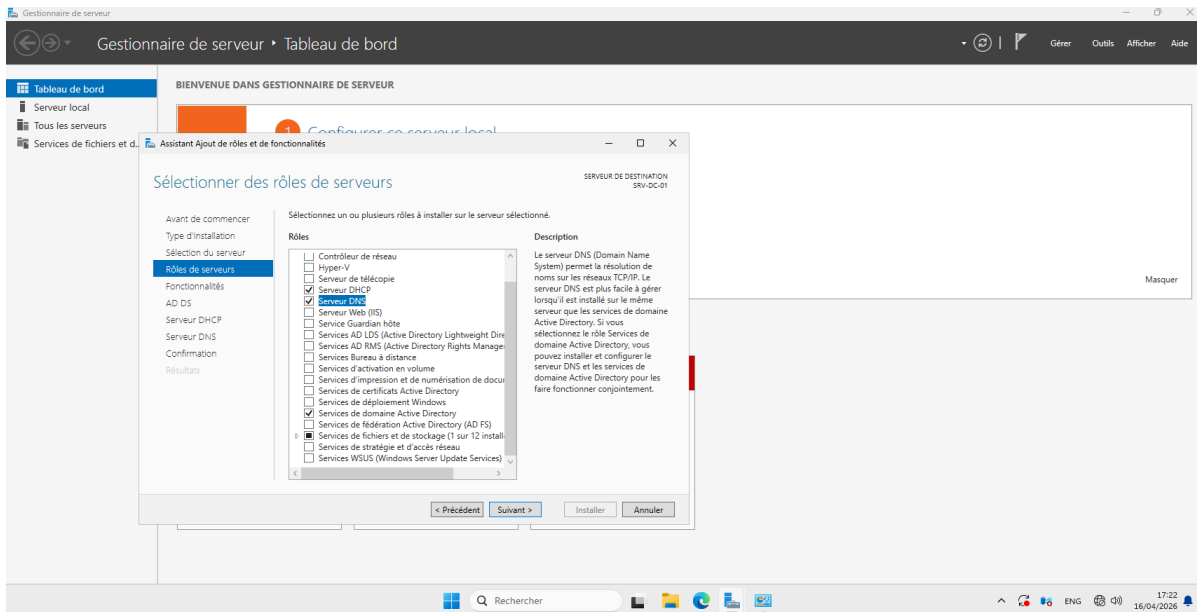 Gestionnaire de serveur
Gestionnaire de serveur ‣ Tableau de bord
Gérer Outils Afficher Aide
Tableau de bord
Serveur local
Tous les serveurs
Services de fichiers et d...
BIENVENUE DANS GESTIONNAIRE DE SERVEUR
1 Configurer ce serveur local
Masquer
Assistant Ajout de rôles et de fonctionnalités
Sélectionner des rôles de serveurs
SERVEUR DE DESTINATION
SRV-DC-01
Avant de commencer
Type d'installation
Sélection du serveur
Rôles de serveurs
Fonctionnalités
AD DS
Serveur DHCP
Serveur DNS
Confirmation
Résultats
Sélectionnez un ou plusieurs rôles à installer sur le serveur sélectionné.
Rôles
Contrôleur de réseau
Hyper-V
Serveur de télécopie
Serveur DHCP
Serveur DNS
Serveur Web (IIS)
Service Guardian hôte
Services AD LDS (Active Directory Lightweight Dire
Services AD RMS (Active Directory Rights Manage
Services Bureau à distance
Services d'activation en volume
Services d'impression et de numérisation de docu
Services de certificats Active Directory
Services de déploiement Windows
Services de domaine Active Directory
Services de fédération Active Directory (AD FS)
Services de fichiers et de stockage (1 sur 12 install
Services de stratégie et d'accès réseau
Services WSUS (Windows Server Update Services)
Description
Le serveur DNS (Domain Name
System) permet la résolution de
noms sur les réseaux TCP/IP. Le
serveur DNS est plus facile à gérer
lorsqu'il est installé sur le même
serveur que les services de domaine
Active Directory. Si vous
sélectionnez le rôle Services de
domaine Active Directory, vous
pouvez installer et configurer le
serveur DNS et les services de
domaine Active Directory pour les
faire fonctionner conjointement.
< Précédent Suivant > Installer Annuler
Rechercher
ENG
17:22
16/04/2026